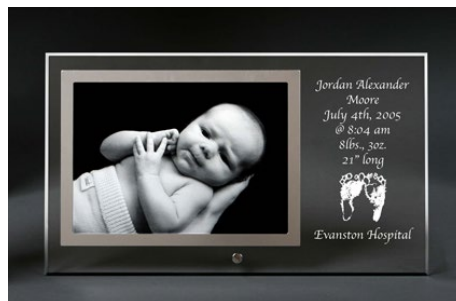 Jordan Alexander
Moore
July 4th, 2005
@ 8:04 am
8lbs., 3oz.
21" long
Evanston Hospital